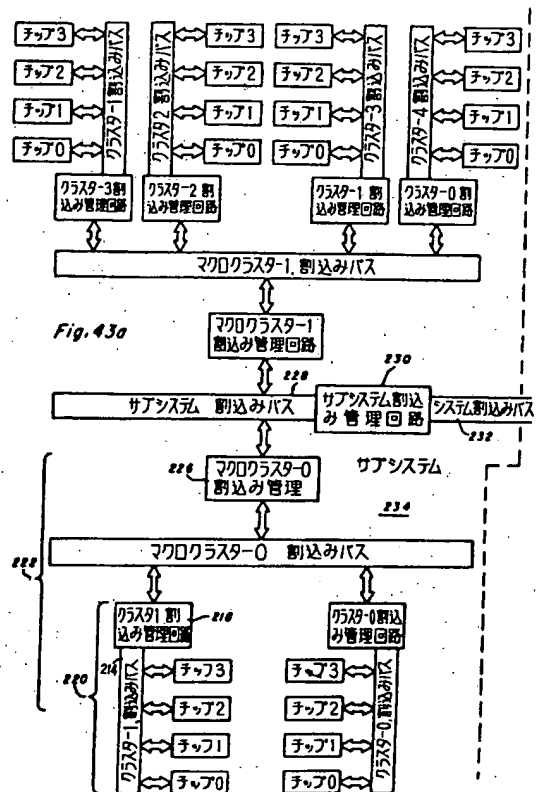 チップ3
チップ2
チップ1
チップ0
クラスター1割込みバス
クラスター3割
込み管理回路
クラスター2割込みバス
チップ3
チップ2
チップ1
チップ0
クラスター2 割
込み管理回路
チップ3
チップ2
チップ1
チップ0
クラスター3割込みバス
クラスター1 割
込み管理回路
クラスター4割込みバス
チップ3
チップ2
チップ1
チップ0
クラスター0 割
込み管理回路
マクロクラスター1, 割込みバス
Fig. 43a
マクロクラスター1
割込み管理回路
228
230
サブシステム 割込みバス
サブシステム割込
み管理回路
システム割込みバス
232
226
マクロクラスター0
割込み管理
サブシステム
234
222
マクロクラスター0 割込みバス
クラスタ1 割
込み管理回路
218
クラスター0割込
み管理回路
220
214
クラスター1, 割込みバス
チップ3
チップ2
チップ1
チップ0
チップ3
チップ2
チップ1
チップ0
クラスター0, 割込みバス